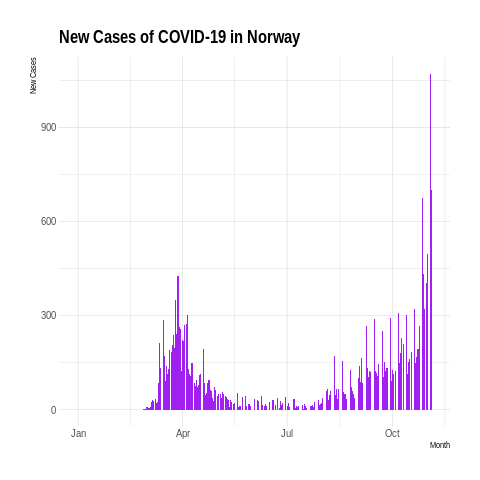 New Cases of COVID-19 in Norway
New Cases
900
600
300
0
Jan Apr Jul Oct
Month